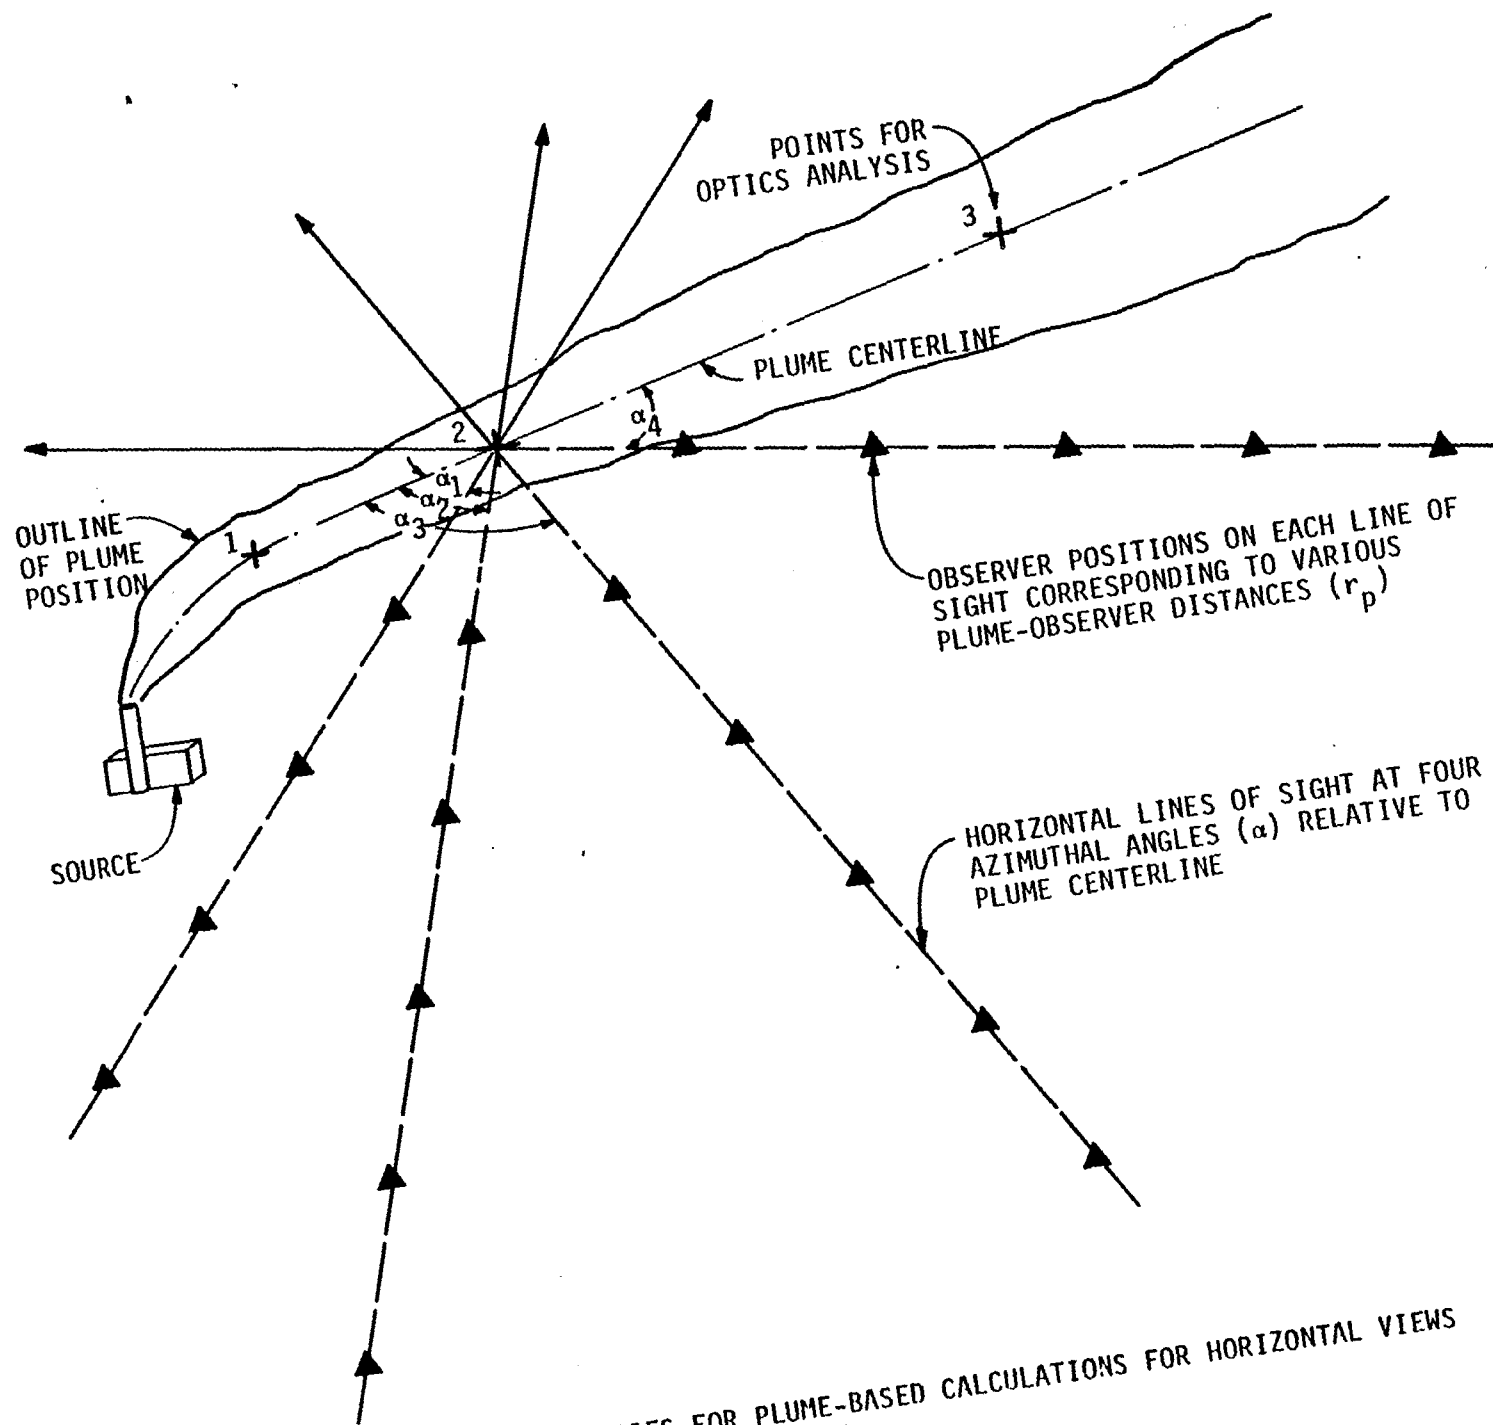 POINTS FOR
OPTICS ANALYSIS
3
PLUME CENTERLINE
2
α4
α1
α2
α3
OUTLINE
OF PLUME
POSITION
1
OBSERVER POSITIONS ON EACH LINE OF
SIGHT CORRESPONDING TO VARIOUS
PLUME-OBSERVER DISTANCES (rp)
HORIZONTAL LINES OF SIGHT AT FOUR
AZIMUTHAL ANGLES (α) RELATIVE TO
PLUME CENTERLINE
SOURCE
FOR PLUME-BASED CALCULATIONS FOR HORIZONTAL VIEWS